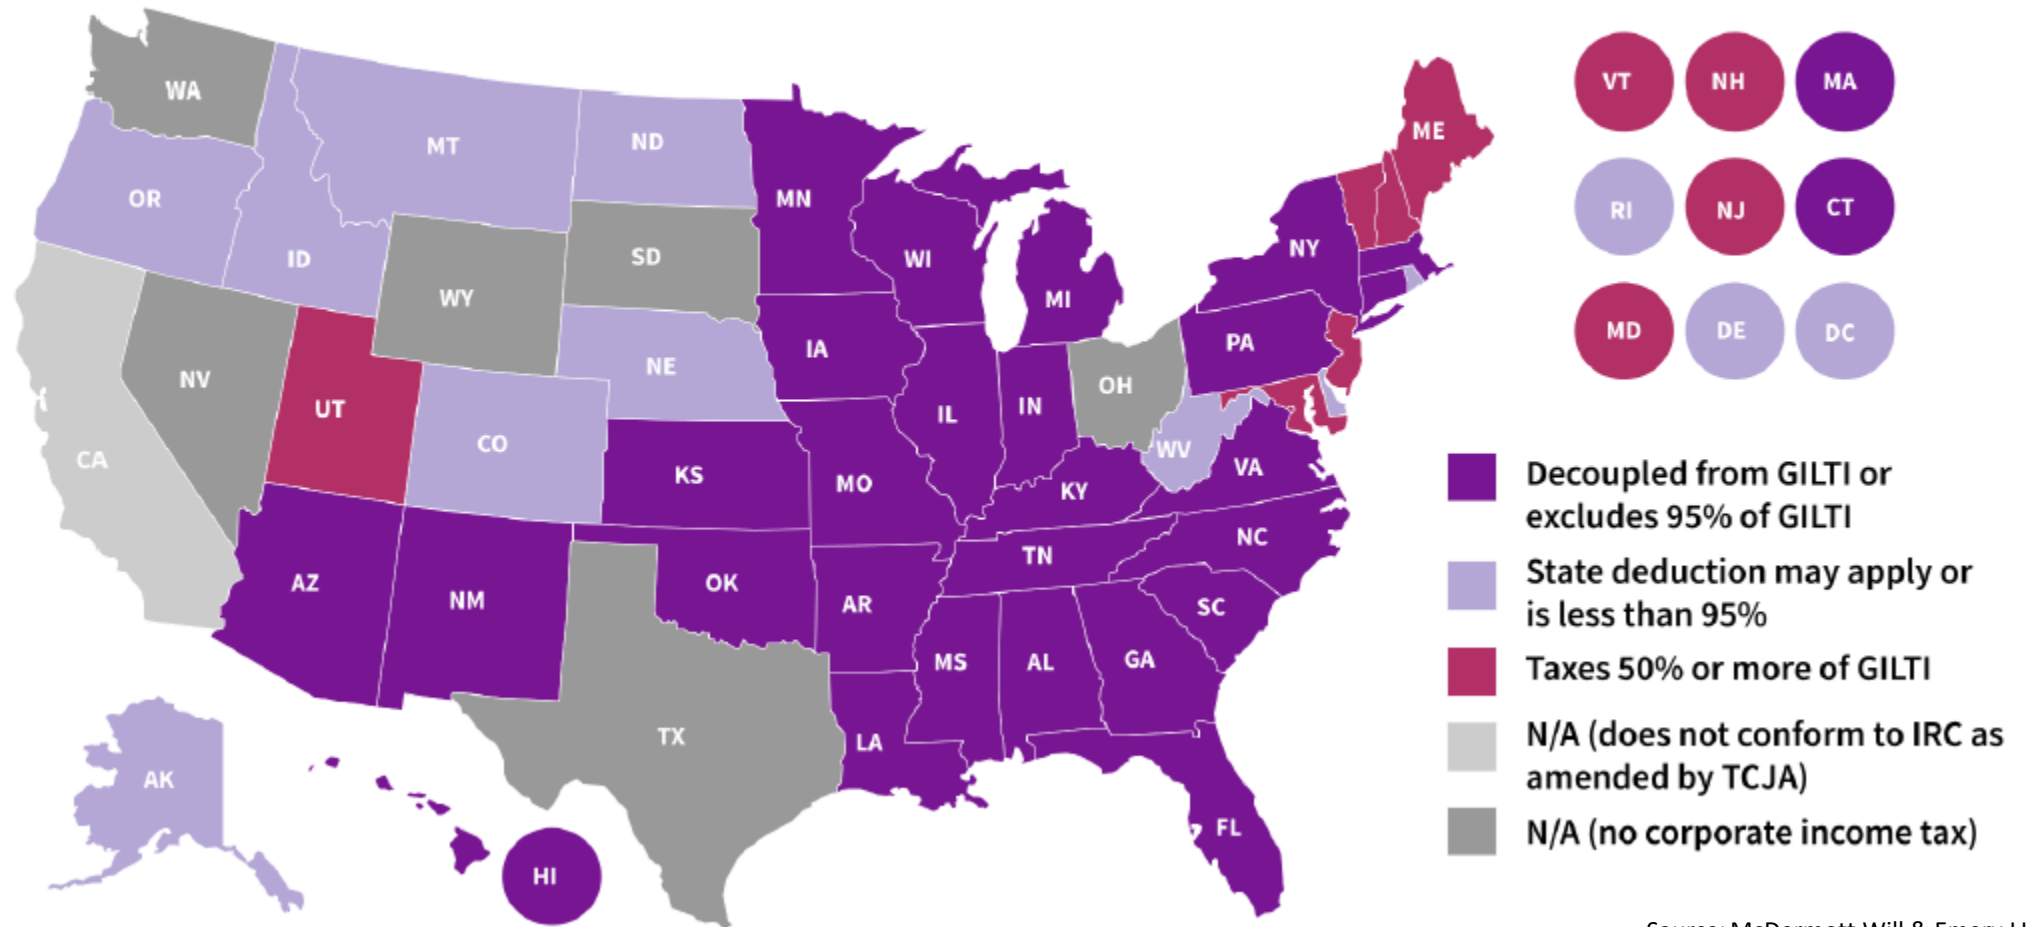 WA
MT
ND
MN
OR
ID
WY
SD
WI
MI
NY
ME
VT
NH
MA
RI
NJ
CT
MD
DE
DC
NV
UT
CO
NE
IA
IL
IN
OH
PA
CA
KS
MO
KY
WV
VA
AZ
NM
OK
AR
TN
NC
SC
MS
AL
GA
TX
LA
FL
AK
HI
Decoupled from GILTI or
excludes 95% of GILTI
State deduction may apply or
is less than 95%
Taxes 50% or more of GILTI
N/A (does not conform to IRC as
amended by TCJA)
N/A (no corporate income tax)
Source: McDermott Will & Emery